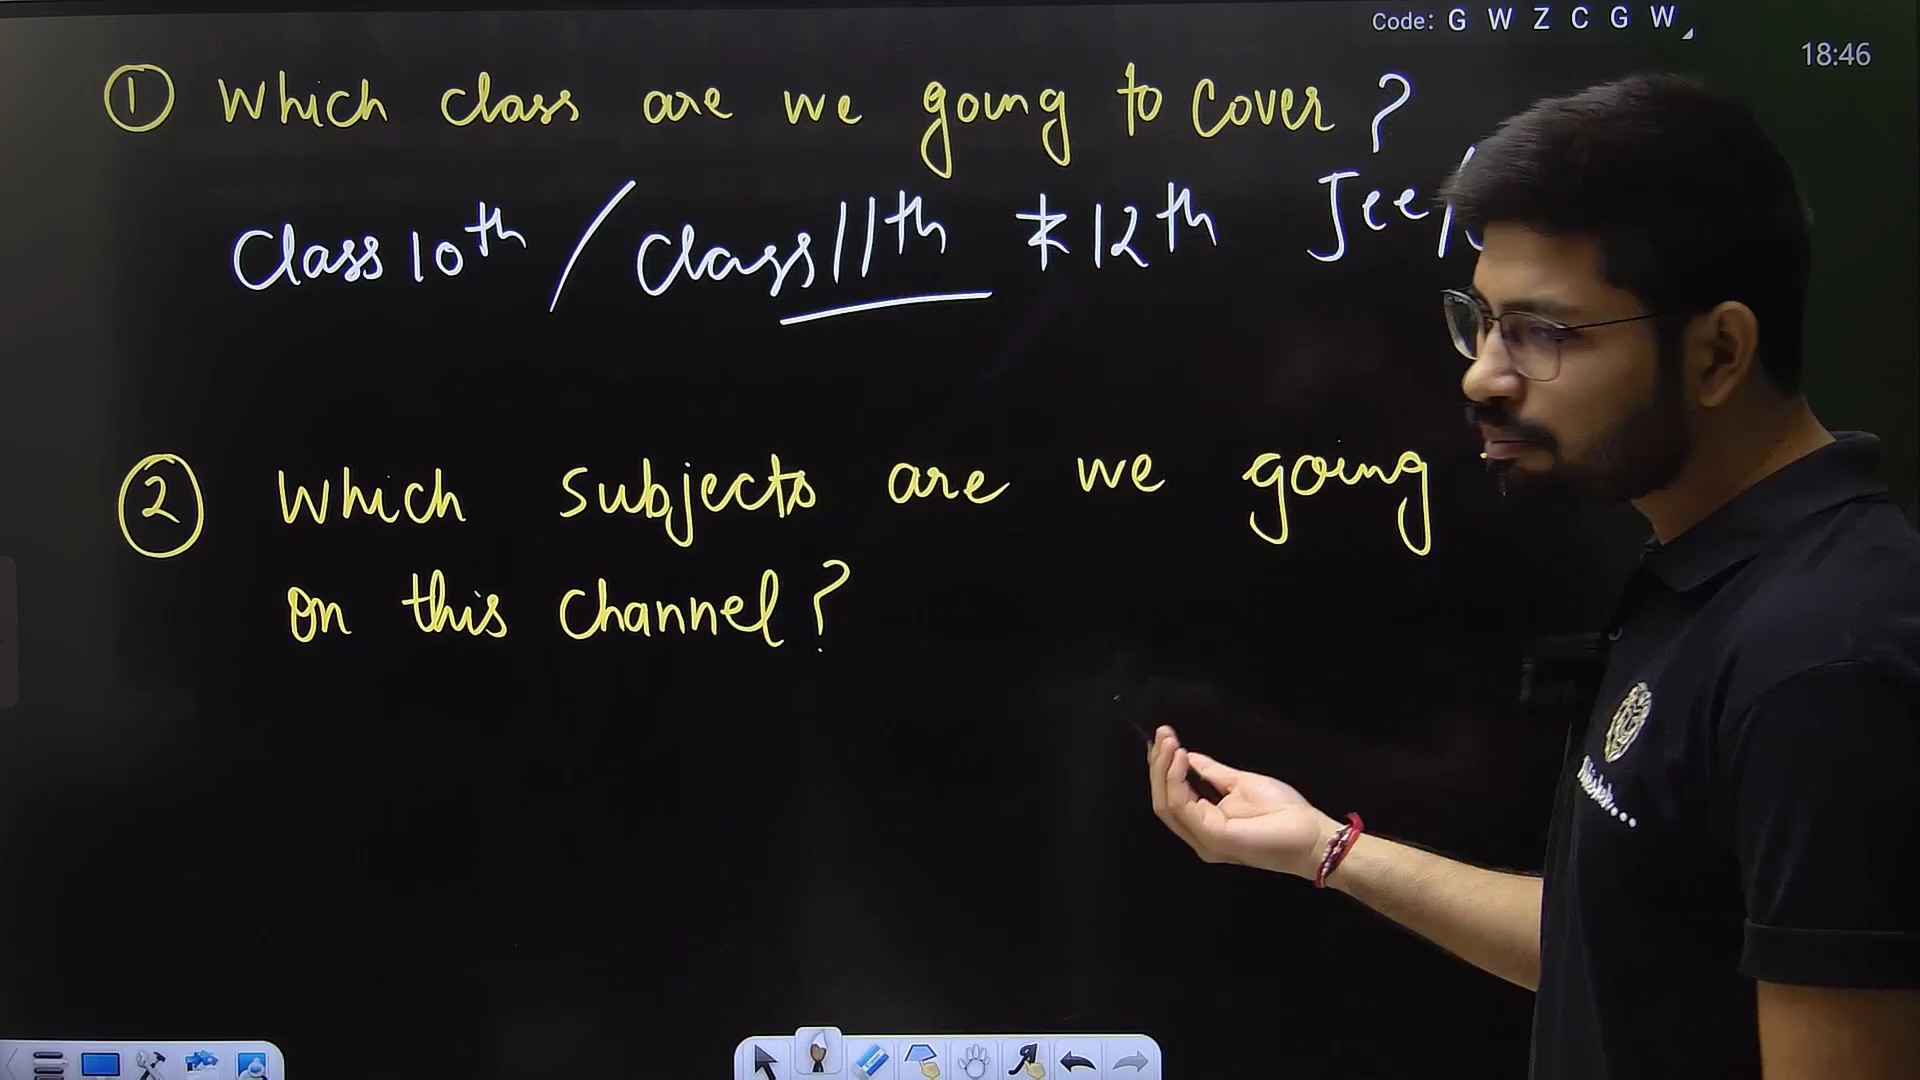 Code: G W Z C G W
18:46
① Which class are we going to cover ?
Class 10th / Class 11th & 12th Jee/
② Which subjects are we going
on this channel ?